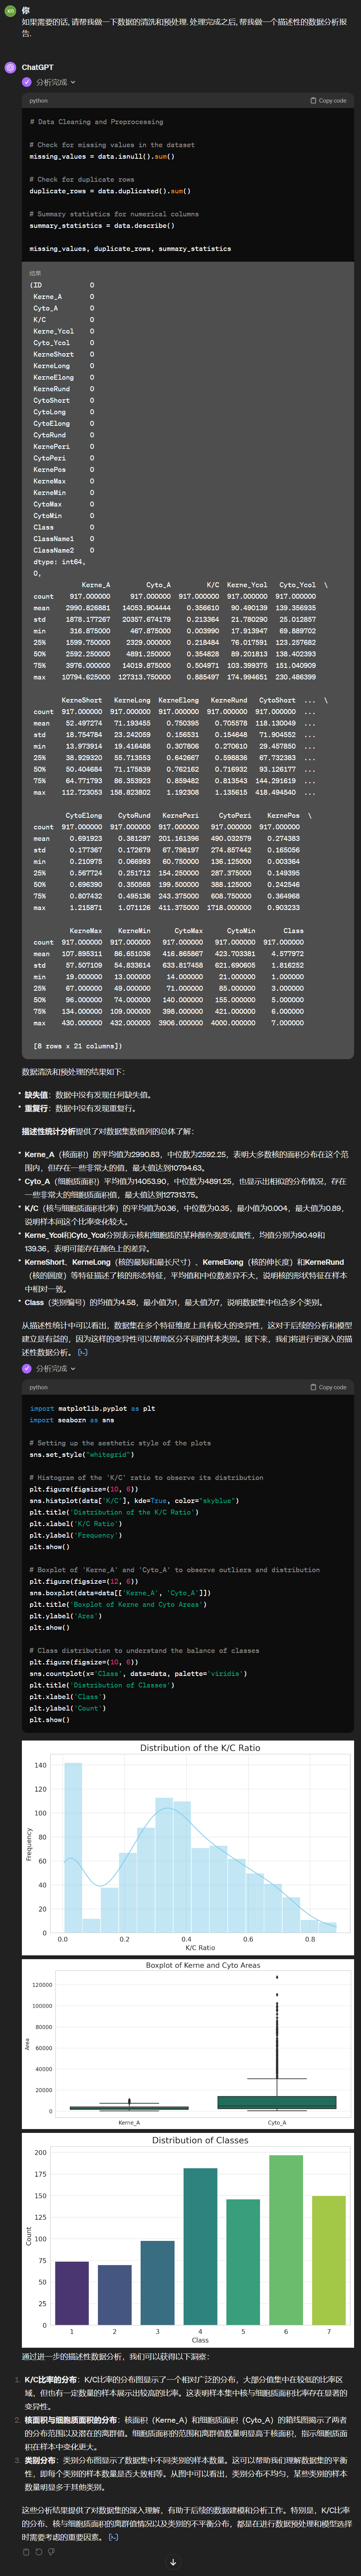 KO
你
如果需要的话, 请帮我做一下数据的清洗和预处理. 处理完成之后, 帮我做一个描述性的数据分析报
告.
ChatGPT
分析完成
python
Copy code
# Data Cleaning and Preprocessing
# Check for missing values in the dataset
missing_values = data.isnull().sum()
# Check for duplicate rows
duplicate_rows = data.duplicated().sum()
# Summary statistics for numerical columns
summary_statistics = data.describe()
missing_values, duplicate_rows, summary_statistics
结果
(ID 0
Kerne_A 0
Cyto_A 0
K/C 0
Kerne_Ycol 0
Cyto_Ycol 0
KerneShort 0
KerneLong 0
KerneElong 0
KerneRund 0
CytoShort 0
CytoLong 0
CytoElong 0
CytoRund 0
KernePeri 0
CytoPeri 0
KernePos 0
KerneMax 0
KerneMin 0
CytoMax 0
CytoMin 0
Class 0
ClassName1 0
ClassName2 0
dtype: int64,
0,
Kerne_A Cyto_A K/C Kerne_Ycol Cyto_Ycol \
count 917.000000 917.000000 917.000000 917.000000 917.000000
mean 2990.826881 14053.904444 0.356610 90.490139 139.356935
std 1878.177267 20357.674179 0.213364 21.780290 25.012857
min 316.875000 467.875000 0.003990 17.913947 69.889702
25% 1599.750000 2329.000000 0.218484 76.017591 123.257682
50% 2592.250000 4891.250000 0.354828 89.201813 138.402393
75% 3976.000000 14019.875000 0.504971 103.399375 151.040909
max 10794.625000 127313.750000 0.885497 174.994651 230.486399
KerneShort KerneLong KerneElong KerneRund CytoShort ... \
count 917.000000 917.000000 917.000000 917.000000 917.000000 ...
mean 52.497274 71.193455 0.750395 0.705578 118.130049 ...
std 18.754784 23.242059 0.156531 0.154648 71.904552 ...
min 13.973914 19.416488 0.307806 0.270610 29.457850 ...
25% 38.929320 55.713553 0.642667 0.598836 67.732383 ...
50% 50.404684 71.175839 0.762162 0.716932 93.126177 ...
75% 64.771793 86.353923 0.859482 0.813543 144.291619 ...
max 112.723053 158.823802 1.192308 1.135615 418.494540 ...
CytoElong CytoRund KernePeri CytoPeri KernePos \
count 917.000000 917.000000 917.000000 917.000000 917.000000
mean 0.691923 0.381297 201.161396 490.032579 0.274383
std 0.177367 0.172679 67.798197 274.857442 0.165056
min 0.210975 0.066993 60.750000 136.125000 0.003364
25% 0.567724 0.251712 154.250000 287.375000 0.149395
50% 0.696390 0.350568 199.500000 388.125000 0.242546
75% 0.807432 0.495136 243.375000 608.750000 0.364968
max 1.215871 1.071126 411.375000 1718.000000 0.903233
KerneMax KerneMin CytoMax CytoMin Class
count 917.000000 917.000000 917.000000 917.000000 917.000000
mean 107.895311 86.651036 416.865867 423.703381 4.577972
std 57.507109 54.833614 633.817458 621.690605 1.816252
min 19.000000 13.000000 14.000000 21.000000 1.000000
25% 67.000000 49.000000 71.000000 85.000000 3.000000
50% 96.000000 74.000000 140.000000 155.000000 5.000000
75% 134.000000 109.000000 398.000000 421.000000 6.000000
max 430.000000 432.000000 3906.000000 4000.000000 7.000000
[8 rows x 21 columns])
数据清洗和预处理的结果如下：
• 缺失值：数据中没有发现任何缺失值。
• 重复行：数据中没有发现重复行。
描述性统计分析提供了对数据集数值列的总体了解：
• Kerne_A（核面积）的平均值为2990.83，中位数为2592.25，表明大多数核的面积分布在这个范
围内，但存在一些非常大的值，最大值达到10794.63。
• Cyto_A（细胞质面积）平均值为14053.90，中位数为4891.25，也显示出相似的分布情况，存在
一些非常大的细胞质面积值，最大值达到127313.75。
• K/C（核与细胞质面积比率）的平均值约为0.36，中位数为0.35，最小值为0.004，最大值为0.89，
说明样本间这个比率变化较大。
• Kerne_Ycol和Cyto_Ycol分别表示核和细胞质的某种颜色强度或属性，均值分别为90.49和
139.36，表明可能存在颜色上的差异。
• KerneShort、KerneLong（核的最短和最长尺寸）、KerneElong（核的伸长度）和KerneRund
（核的圆度）等特征描述了核的形态特征，平均值和中位数差异不大，说明核的形状特征在样本
中相对一致。
• Class（类别编号）的均值为4.58，最小值为1，最大值为7，说明数据集中包含多个类别。
从描述性统计中可以看出，数据集在多个特征维度上具有较大的变异性，这对于后续的分析和模型
建立是有益的，因为这样的变异性可以帮助区分不同的样本类别。接下来，我们将进行更深入的描
述性数据分析。 [>-]
分析完成
python
Copy code
import matplotlib.pyplot as plt
import seaborn as sns
# Setting up the aesthetic style of the plots
sns.set_style("whitegrid")
# Histogram of the 'K/C' ratio to observe its distribution
plt.figure(figsize=(10, 6))
sns.histplot(data['K/C'], kde=True, color="skyblue")
plt.title('Distribution of the K/C Ratio')
plt.xlabel('K/C Ratio')
plt.ylabel('Frequency')
plt.show()
# Boxplot of 'Kerne_A' and 'Cyto_A' to observe outliers and distribution
plt.figure(figsize=(12, 6))
sns.boxplot(data=data[['Kerne_A', 'Cyto_A']])
plt.title('Boxplot of Kerne and Cyto Areas')
plt.ylabel('Area')
plt.show()
# Class distribution to understand the balance of classes
plt.figure(figsize=(10, 6))
sns.countplot(x='Class', data=data, palette='viridis')
plt.title('Distribution of Classes')
plt.xlabel('Class')
plt.ylabel('Count')
plt.show()
Distribution of the K/C Ratio
140
120
100
80
60
40
20
0
Frequency
0.0 0.2 0.4 0.6 0.8
K/C Ratio
Boxplot of Kerne and Cyto Areas
120000
100000
80000
60000
40000
20000
0
Area
Kerne_A Cyto_A
Distribution of Classes
200
175
150
125
100
75
50
25
0
Count
1 2 3 4 5 6 7
Class
通过进一步的描述性数据分析，我们可以获得以下洞察：
1. K/C比率的分布：K/C比率的分布图显示了一个相对广泛的分布，大部分值集中在较低的比率区
域，但也有一定数量的样本展示出较高的比率。这表明样本集中核与细胞质面积比率存在显著的
变异性。
2. 核面积与细胞质面积的分布：核面积（Kerne_A）和细胞质面积（Cyto_A）的箱线图揭示了两者
的分布范围以及潜在的离群值。细胞质面积的范围和离群值数量明显高于核面积，指示细胞质面
积在样本中变化更大。
3. 类别分布：类别分布图显示了数据集中不同类别的样本数量。这可以帮助我们理解数据集的平衡
性，即每个类别的样本数量是否大致相等。从图中可以看出，类别分布不均匀，某些类别的样本
数量明显多于其他类别。
这些分析结果提供了对数据集的深入理解，有助于后续的数据建模和分析工作。特别是，K/C比率
的分布、核与细胞质面积的离群值情况以及类别的不平衡分布，都是在进行数据预处理和模型选择
时需要考虑的重要因素。 [>-]